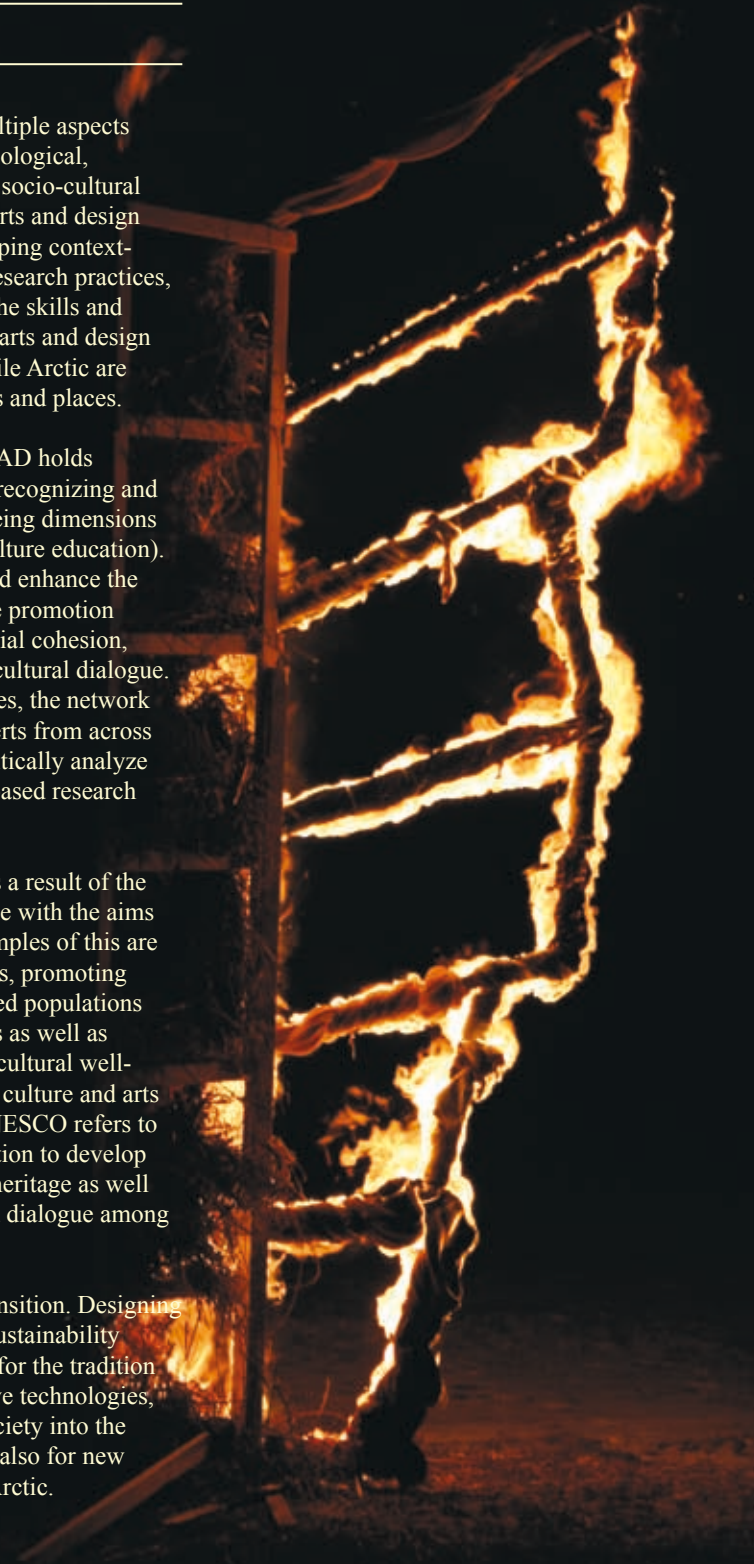 ltiple aspects
ological,
socio-cultural
rts and design
ping context-
esearch practices,
he skills and
arts and design
ile Arctic are
s and places.
AD holds
recognizing and
eing dimensions
lture education).
d enhance the
e promotion
ial cohesion,
cultural dialogue.
es, the network
erts from across
tically analyze
ased research
s a result of the
e with the aims
mples of this are
s, promoting
ed populations
s as well as
cultural well-
culture and arts
NESCO refers to
tion to develop
heritage as well
dialogue among
nsition. Designing
ustainability
for the tradition
ve technologies,
ciety into the
also for new
Arctic.